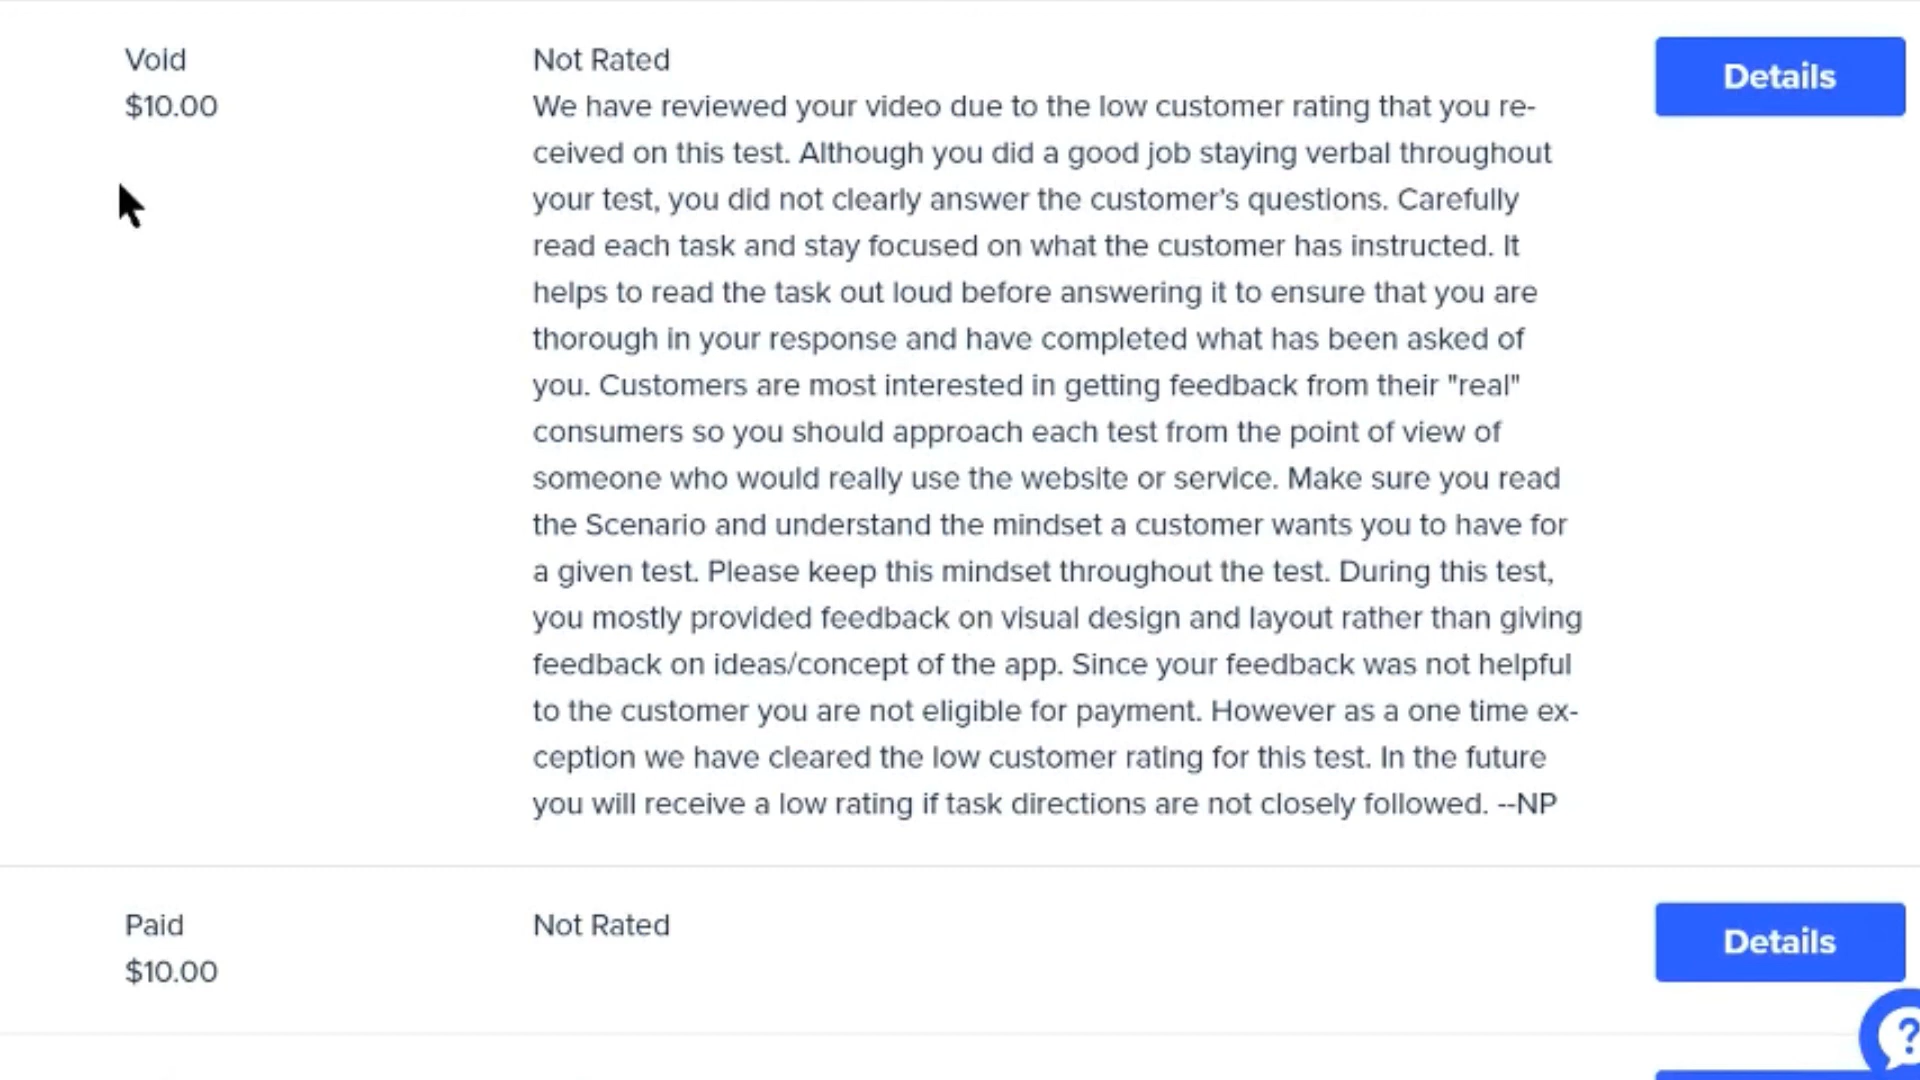 Void
$10.00
Not Rated
We have reviewed your video due to the low customer rating that you re-
ceived on this test. Although you did a good job staying verbal throughout
your test, you did not clearly answer the customer’s questions. Carefully
read each task and stay focused on what the customer has instructed. It
helps to read the task out loud before answering it to ensure that you are
thorough in your response and have completed what has been asked of
you. Customers are most interested in getting feedback from their "real"
consumers so you should approach each test from the point of view of
someone who would really use the website or service. Make sure you read
the Scenario and understand the mindset a customer wants you to have for
a given test. Please keep this mindset throughout the test. During this test,
you mostly provided feedback on visual design and layout rather than giving
feedback on ideas/concept of the app. Since your feedback was not helpful
to the customer you are not eligible for payment. However as a one time ex-
ception we have cleared the low customer rating for this test. In the future
you will receive a low rating if task directions are not closely followed. --NP
Details
Paid
$10.00
Not Rated
Details
?